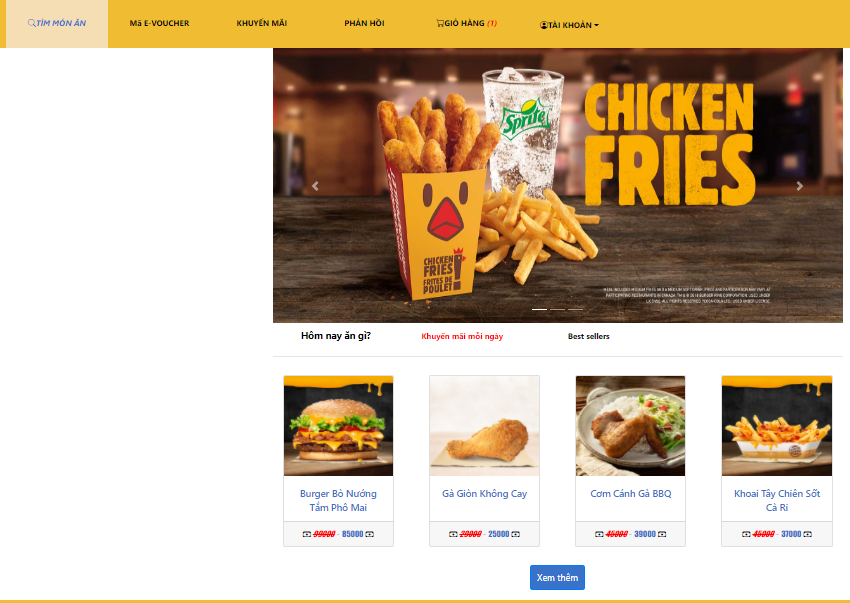 TÌM MÓN ĂN
Mã E-VOUCHER
KHUYẾN MÃI
PHẢN HỒI
GIỎ HÀNG (1)
TÀI KHOẢN
Sprite
CHICKEN
FRIES
CHICKEN
FRIES
FRITES DE
POULET
Hôm nay ăn gì?
Khuyến mãi mỗi ngày
Best sellers
Burger Bò Nướng
Tắm Phô Mai
99000 - 85000
Gà Giòn Không Cay
29000 - 25000
Cơm Cánh Gà BBQ
45000 - 39000
Khoai Tây Chiên Sốt
Cà Ri
45000 - 37000
Xem thêm